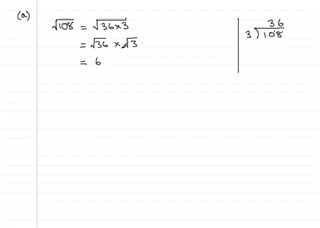 (a)
√108 = √36×3
= √36 × √3
= 6
36
3 ) 108